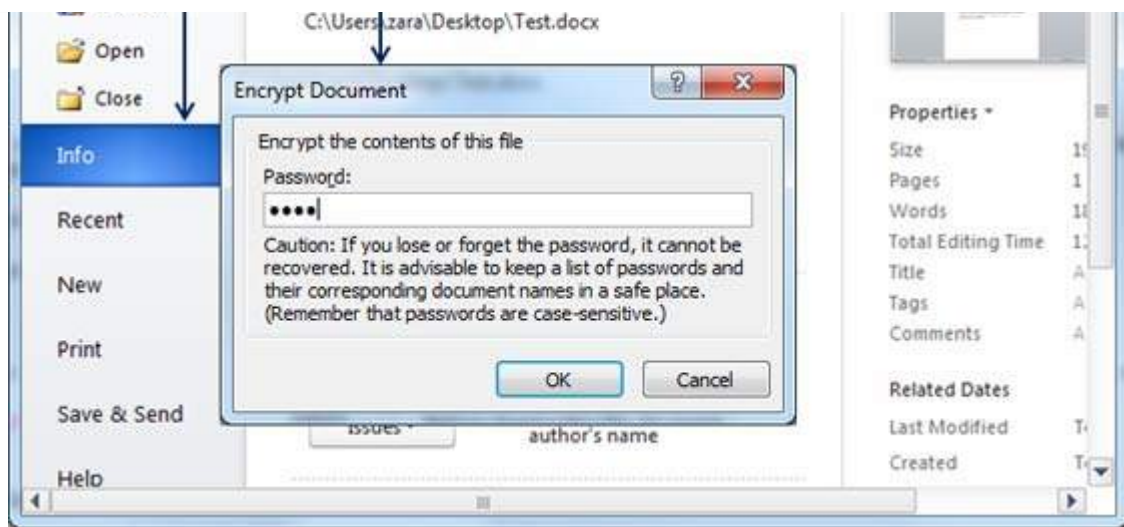 C:\Users\zara\Desktop\Test.docx
Open
Close
Info
Recent
New
Print
Save & Send
Help
Encrypt Document
Encrypt the contents of this file
Password:
••••
Caution: If you lose or forget the password, it cannot be
recovered. It is advisable to keep a list of passwords and
their corresponding document names in a safe place.
(Remember that passwords are case-sensitive.)
OK Cancel
Issues
author's name
Properties
Size
Pages 1
Words
Total Editing Time
Title
Tags
Comments
Related Dates
Last Modified
Created